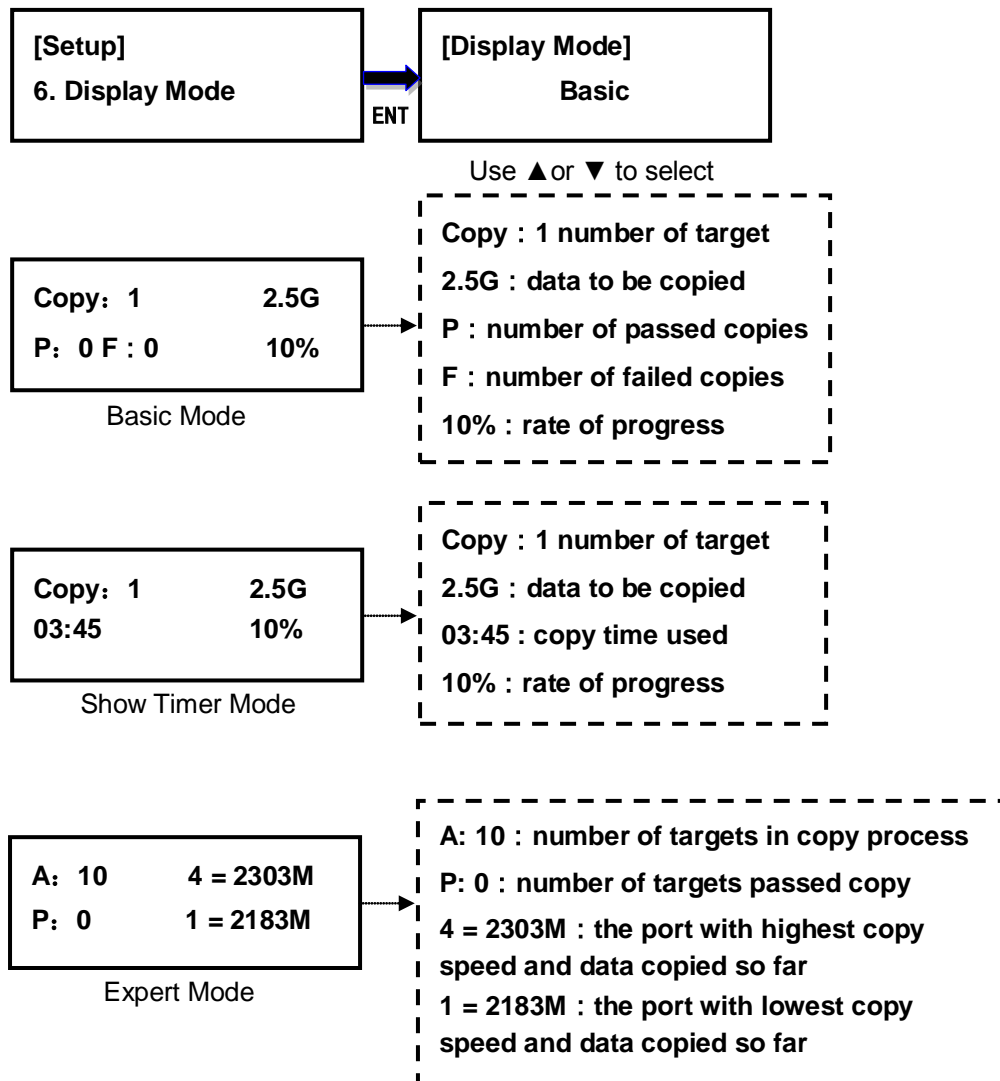 [Setup]
6. Display Mode
ENT
[Display Mode]
Basic
Use ▲or ▼ to select
Copy：1 2.5G
P：0 F：0 10%
Basic Mode
Copy：1 number of target
2.5G：data to be copied
P：number of passed copies
F：number of failed copies
10%：rate of progress
Copy：1 2.5G
03:45 10%
Show Timer Mode
Copy：1 number of target
2.5G：data to be copied
03:45 : copy time used
10%：rate of progress
A：10 4 = 2303M
P：0 1 = 2183M
Expert Mode
A: 10：number of targets in copy process
P: 0：number of targets passed copy
4 = 2303M：the port with highest copy
speed and data copied so far
1 = 2183M：the port with lowest copy
speed and data copied so far